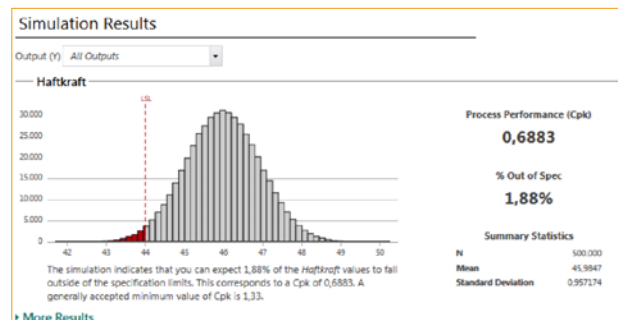 Simulation Results
Output (Y) All Outputs
Haftkraft
LSL
30.000
25.000
20.000
15.000
10.000
5.000
0
42 43 44 45 46 47 48 49 50
The simulation indicates that you can expect 1,88% of the Haftkraft values to fall
outside of the specification limits. This corresponds to a Cpk of 0,6883. A
generally accepted minimum value of Cpk is 1,33.
More Results
Process Performance (Cpk)
0,6883
% Out of Spec
1,88%
Summary Statistics
N 500.000
Mean 45,9847
Standard Deviation 0,957174